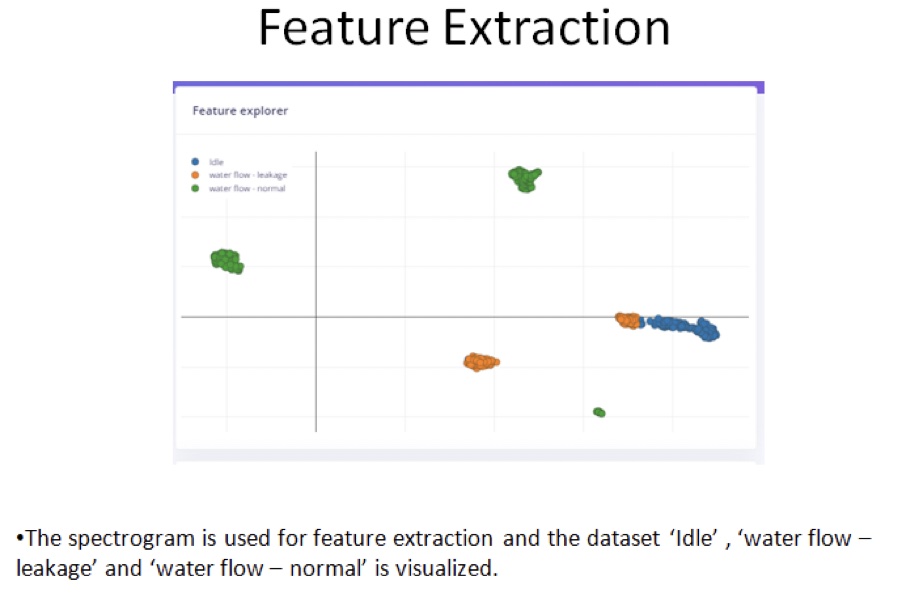 Feature Extraction
Feature explorer
Idle
water flow - leakage
water flow - normal
•The spectrogram is used for feature extraction and the dataset ‘Idle’ , ‘water flow –
leakage’ and ‘water flow – normal’ is visualized.